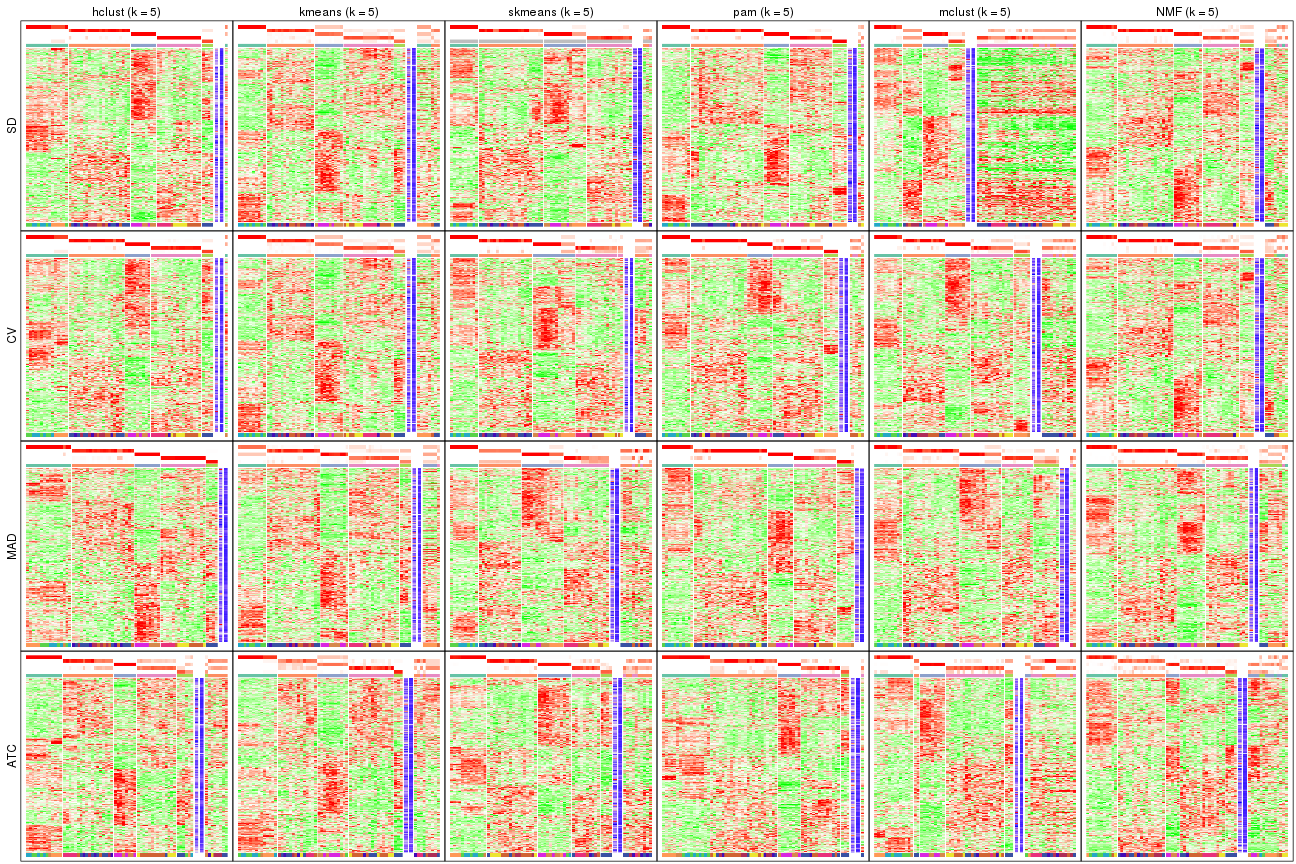 hclust (k = 5) kmeans (k = 5) skmeans (k = 5) pam (k = 5) mclust (k = 5) NMF (k = 5)
SD
CV
MAD
ATC